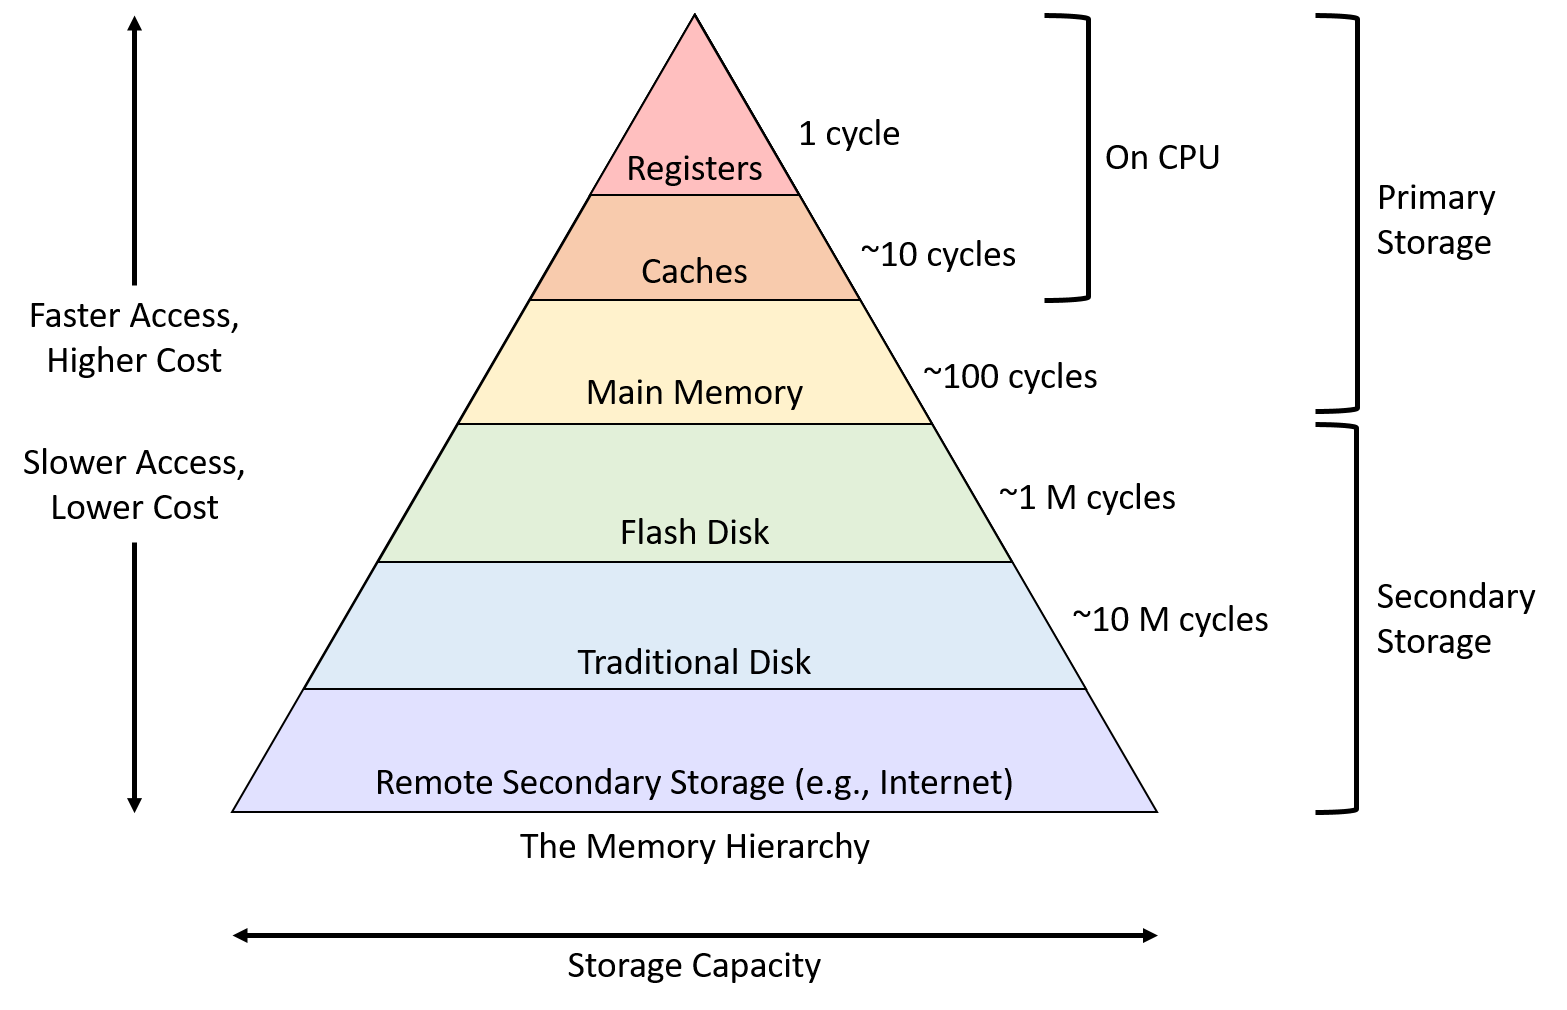 1 cycle
Registers
On CPU
Primary
Storage
~10 cycles
Caches
Faster Access,
Higher Cost
~100 cycles
Main Memory
Slower Access,
Lower Cost
~1 M cycles
Flash Disk
Secondary
Storage
~10 M cycles
Traditional Disk
Remote Secondary Storage (e.g., Internet)
The Memory Hierarchy
Storage Capacity